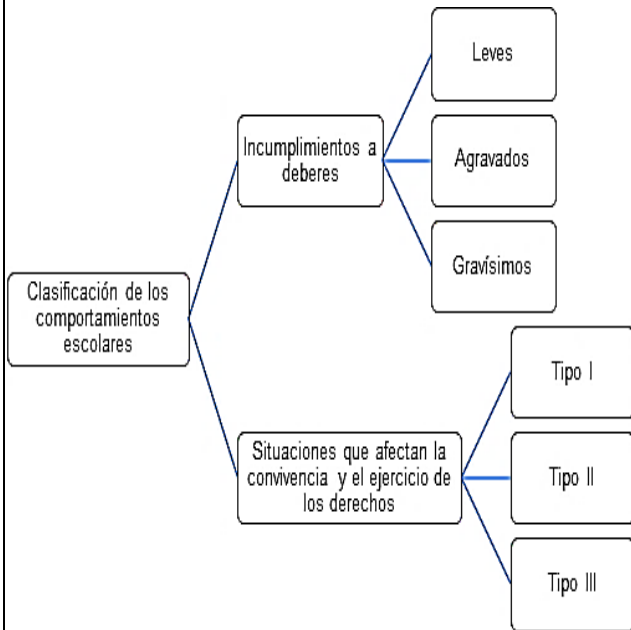 Clasificación de los
comportamientos
escolares
Incumplimientos a
deberes
Leves
Agravados
Gravísimos
Situaciones que afectan la
convivencia y el ejercicio de
los derechos
Tipo I
Tipo II
Tipo III